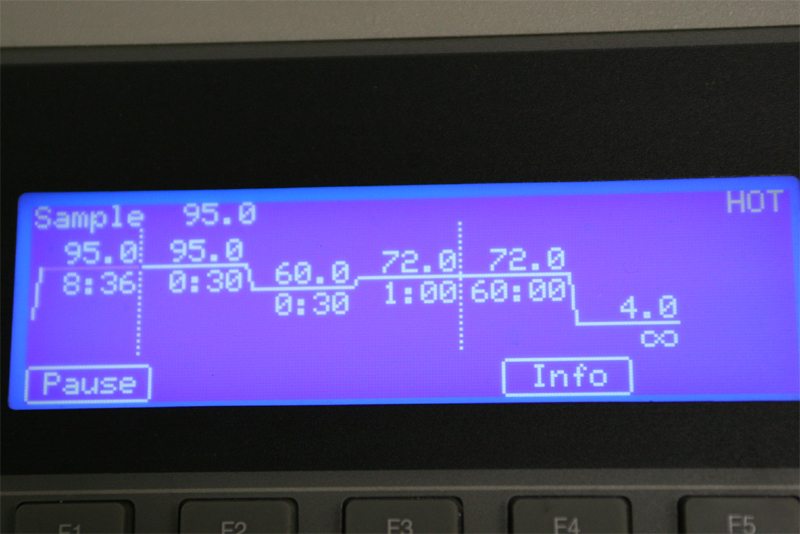 Sample 95.0
HOT
95.0 95.0 60.0 72.0 72.0 4.0
8:36 0:30 0:30 1:00 60:00 ∞
Pause Info
F1 F2 F3 F4 F5